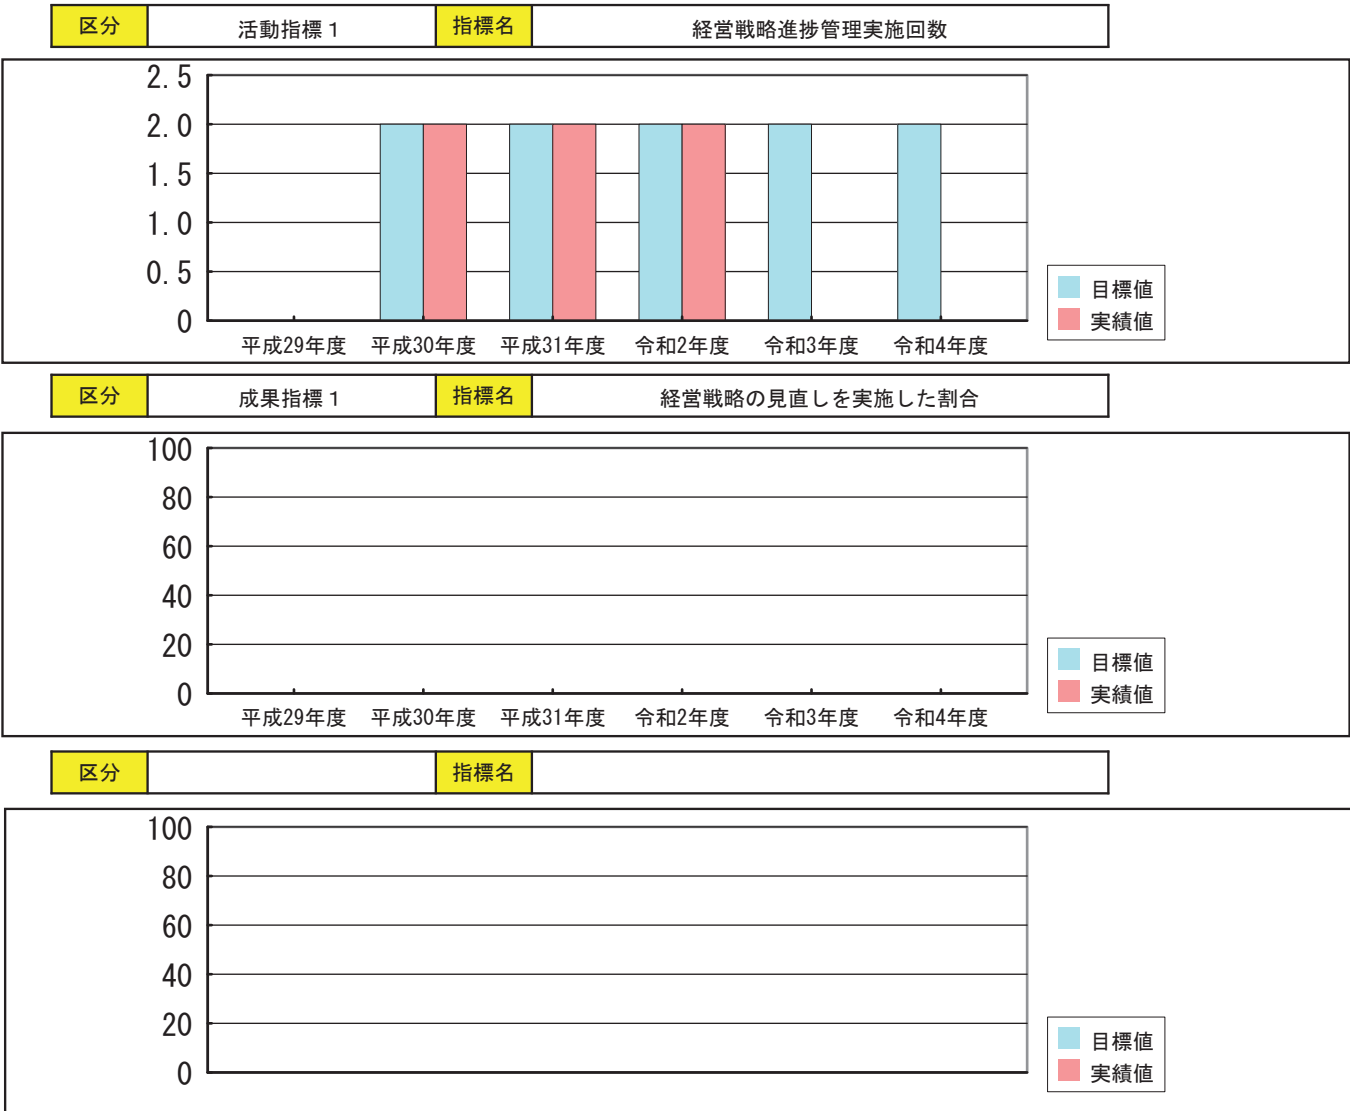 区分 活動指標１ 指標名 経営戦略進捗管理実施回数
2.5
2.0
1.5
1.0
0.5
0
平成29年度 平成30年度 平成31年度 令和2年度 令和3年度 令和4年度
目標値
実績値
区分 成果指標１ 指標名 経営戦略の見直しを実施した割合
100
80
60
40
20
0
平成29年度 平成30年度 平成31年度 令和2年度 令和3年度 令和4年度
目標値
実績値
区分 指標名
100
80
60
40
20
0
目標値
実績値